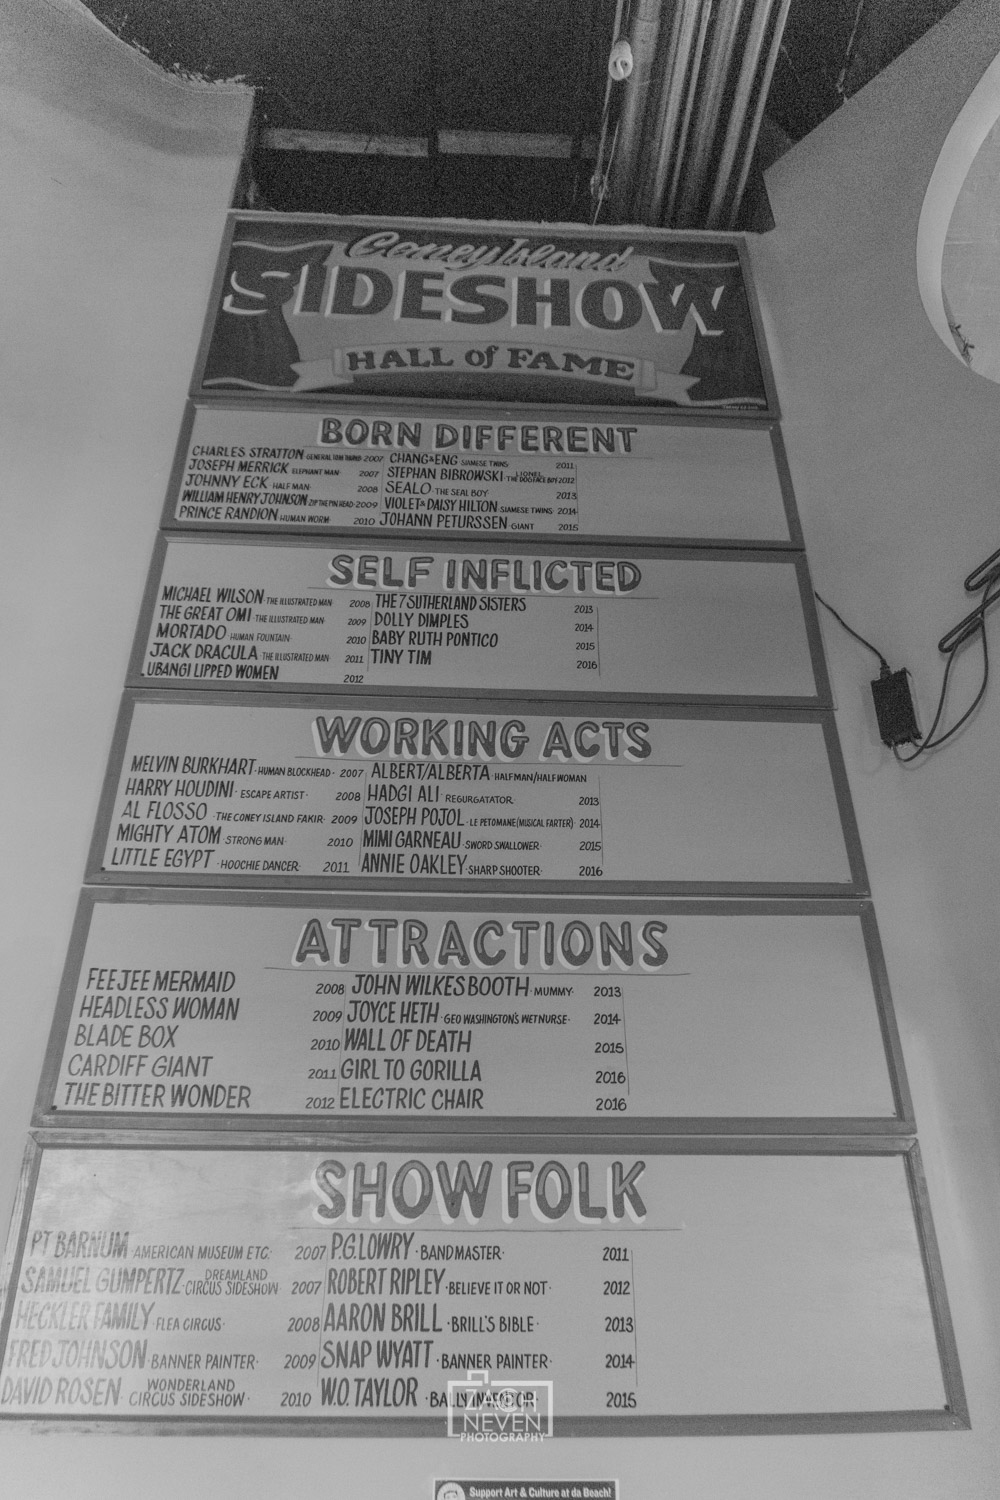 Coney Island
SIDESHOW
HALL of FAME
BORN DIFFERENT
CHARLES STRATTON · GENERAL TOM THUMB · 2007
JOSEPH MERRICK · ELEPHANT MAN · 2007
JOHNNY ECK · HALF MAN · 2008
WILLIAM HENRY JOHNSON · ZIP THE PIN HEAD · 2009
PRINCE RANDION · HUMAN WORM 2010
CHANG & ENG · SIAMESE TWINS 2011
STEPHAN BIBROWSKI · LIONEL THE DOGFACE BOY 2012
SEALO · THE SEAL BOY · 2013
VIOLET & DAISY HILTON · SIAMESE TWINS · 2014
JOHANN PETURSSEN · GIANT 2015
SELF INFLICTED
MICHAEL WILSON · THE ILLUSTRATED MAN 2008
THE GREAT OMI · THE ILLUSTRATED MAN · 2009
MORTADO · HUMAN FOUNTAIN · 2010
JACK DRACULA · THE ILLUSTRATED MAN 2011
UBANGI LIPPED WOMEN 2012
THE 7 SUTHERLAND SISTERS 2013
DOLLY DIMPLES 2014
BABY RUTH PONTICO 2015
TINY TIM 2016
WORKING ACTS
MELVIN BURKHART · HUMAN BLOCKHEAD · 2007
HARRY HOUDINI · ESCAPE ARTIST · 2008
AL FLOSSO · THE CONEY ISLAND FAKIR · 2009
MIGHTY ATOM · STRONG MAN · 2010
LITTLE EGYPT · HOOCHIE DANCER · 2011
ALBERT/ALBERTA · HALF MAN/HALF WOMAN
HADGI ALI · REGURGATATOR 2013
JOSEPH POJOL · LE PETOMANE (MUSICAL FARTER) · 2014
MIMI GARNEAU · SWORD SWALLOWER · 2015
ANNIE OAKLEY · SHARP SHOOTER · 2016
ATTRACTIONS
FEEJEE MERMAID 2008
HEADLESS WOMAN 2009
BLADE BOX 2010
CARDIFF GIANT 2011
THE BITTER WONDER 2012
JOHN WILKES BOOTH · MUMMY · 2013
JOYCE HETH · GEO WASHINGTON'S WET NURSE · 2014
WALL OF DEATH 2015
GIRL TO GORILLA 2016
ELECTRIC CHAIR 2016
SHOW FOLK
PT BARNUM · AMERICAN MUSEUM ETC. 2007
SAMUEL GUMPERTZ · DREAMLAND CIRCUS SIDESHOW 2007
HECKLER FAMILY · FLEA CIRCUS · 2008
FRED JOHNSON · BANNER PAINTER · 2009
DAVID ROSEN · WONDERLAND CIRCUS SIDESHOW · 2010
P.G. LOWRY · BANDMASTER · 2011
ROBERT RIPLEY · BELIEVE IT OR NOT · 2012
AARON BRILL · BRILL'S BIBLE · 2013
SNAP WYATT · BANNER PAINTER · 2014
W.O. TAYLOR · BALLY 2015
ZACH
NEVEN
PHOTOGRAPHY
Support Art & Culture at da Beach!